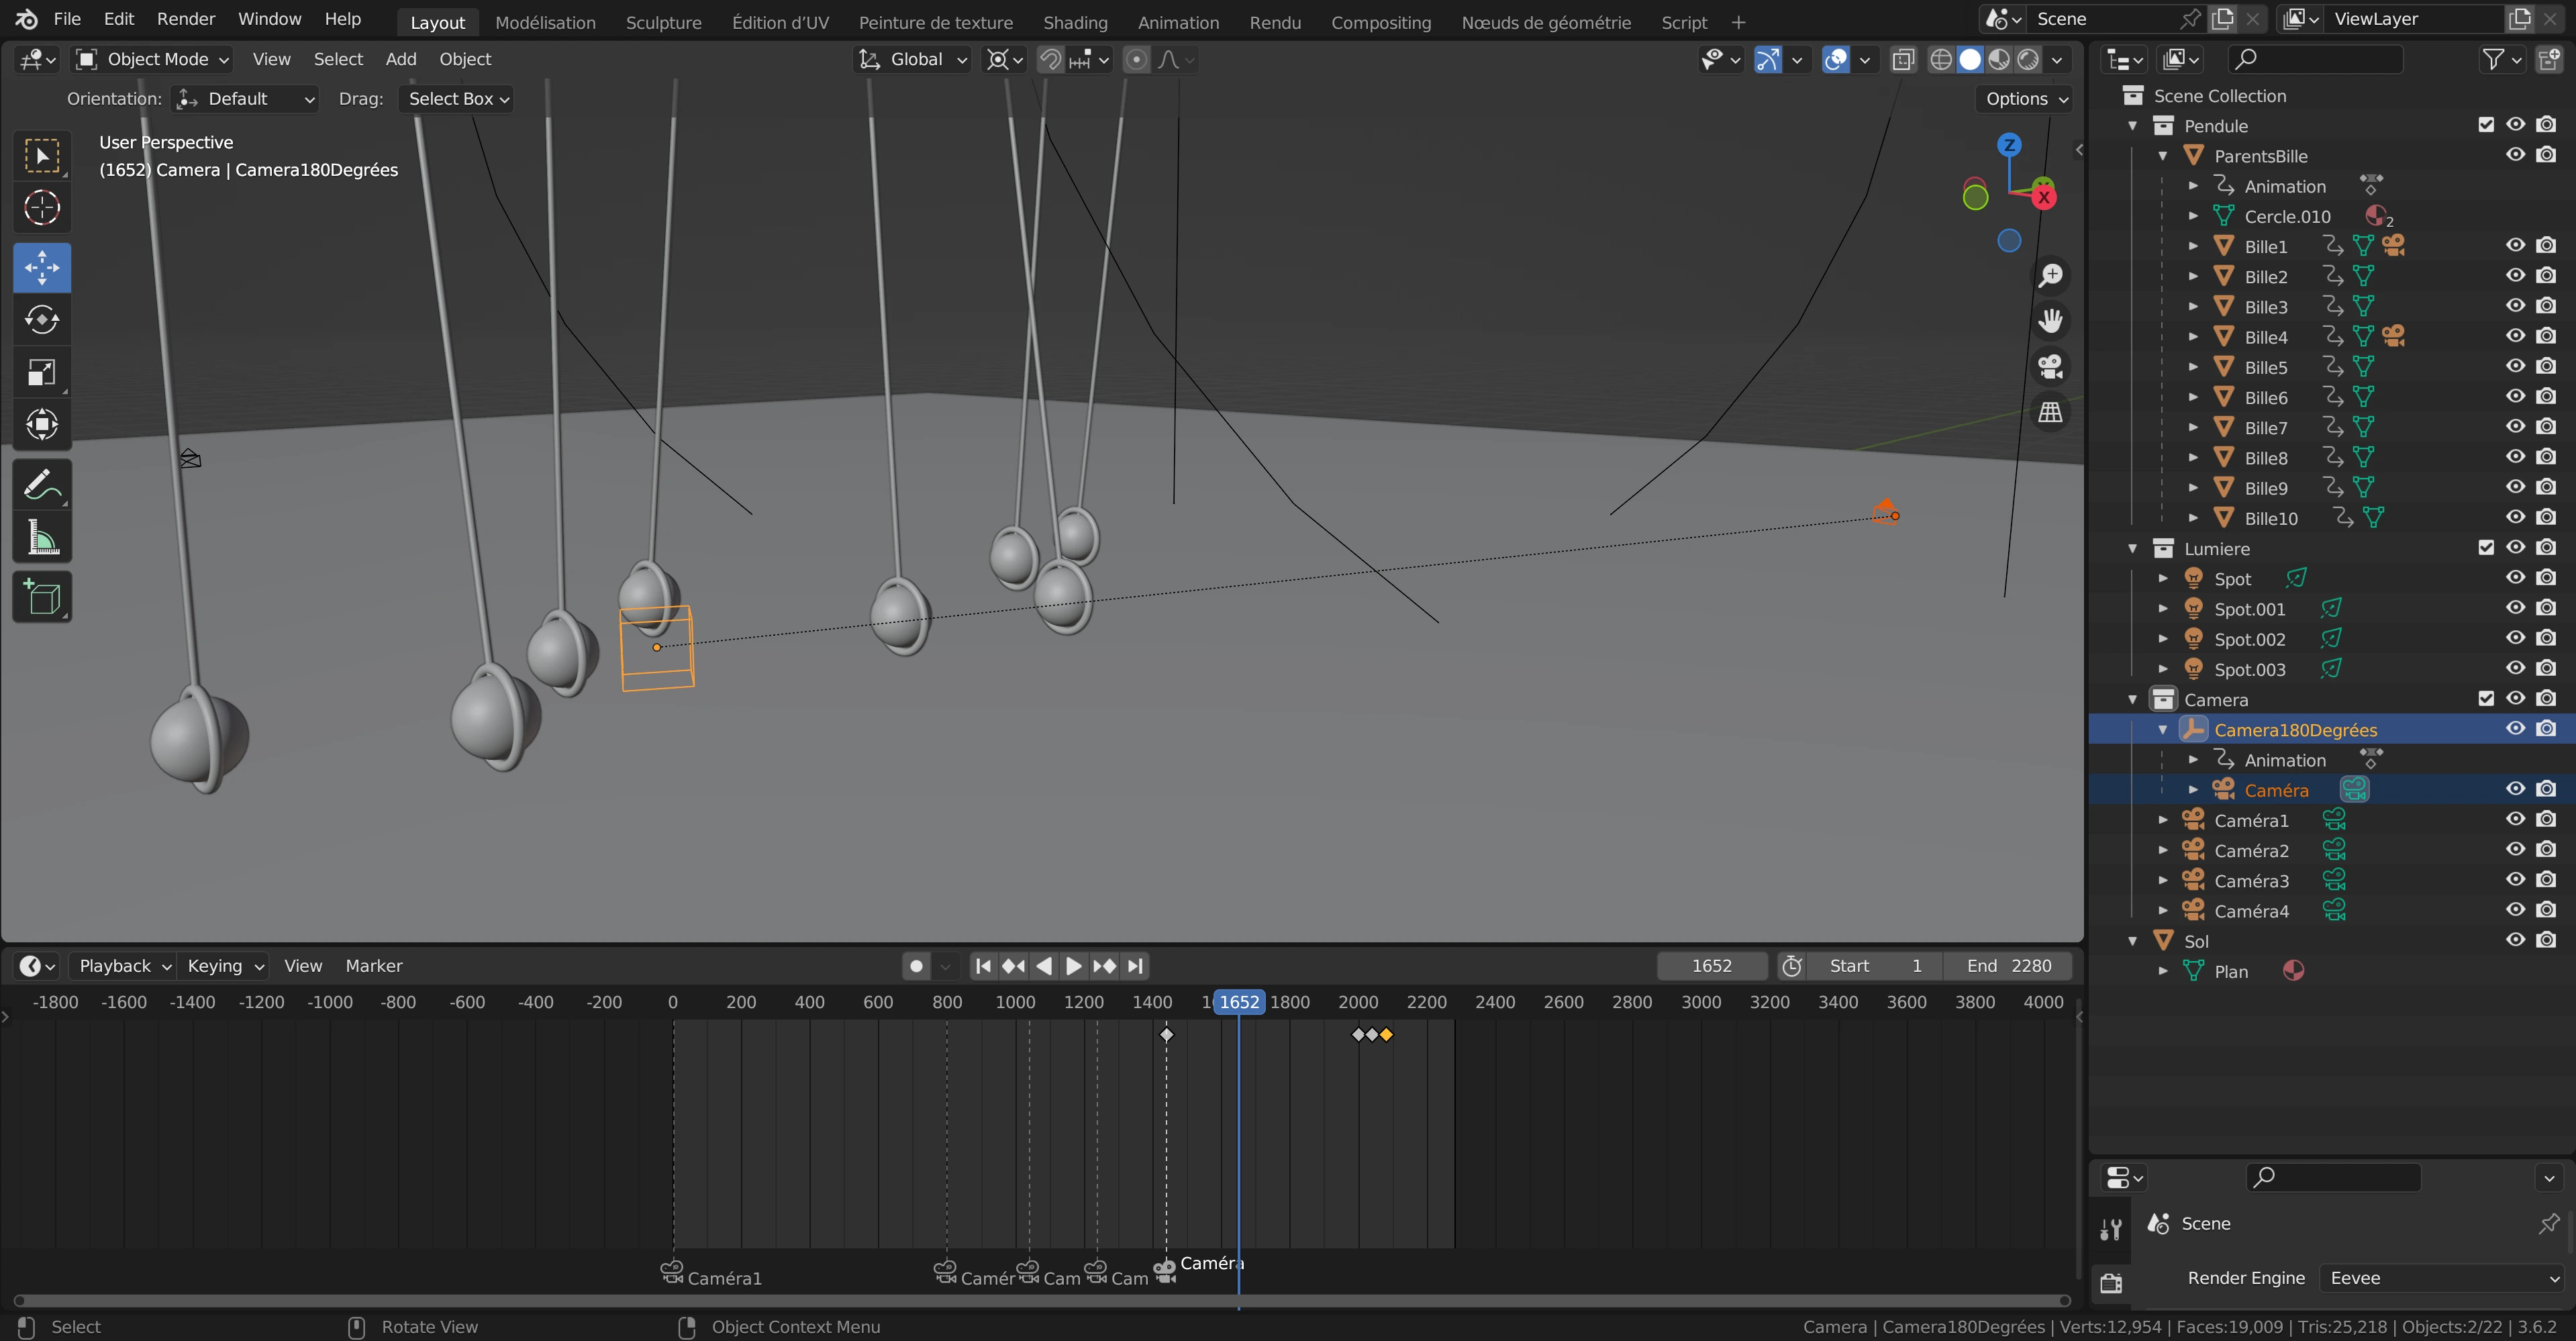 File Edit Render Window Help Layout Modélisation Sculpture Édition d'UV Peinture de texture Shading Animation Rendu Compositing Nœuds de géométrie Script + Scene ViewLayer
Object Mode View Select Add Object Global
Orientation: Default Drag: Select Box Options
User Perspective
(1652) Camera | Camera180Degrées
Z
X
Scene Collection
Pendule
ParentsBille
Animation
Cercle.010 2
Bille1
Bille2
Bille3
Bille4
Bille5
Bille6
Bille7
Bille8
Bille9
Bille10
Lumiere
Spot
Spot.001
Spot.002
Spot.003
Camera
Camera180Degrées
Animation
Caméra
Caméra1
Caméra2
Caméra3
Caméra4
Sol
Plan
Playback Keying View Marker 1652 Start 1 End 2280
-1800 -1600 -1400 -1200 -1000 -800 -600 -400 -200 0 200 400 600 800 1000 1200 1400 1652 1800 2000 2200 2400 2600 2800 3000 3200 3400 3600 3800 4000
Caméra1 Camér Cam Cam Caméra
Scene
Render Engine Eevee
Select Rotate View Object Context Menu Camera | Camera180Degrées | Verts:12,954 | Faces:19,009 | Tris:25,218 | Objects:2/22 | 3.6.2